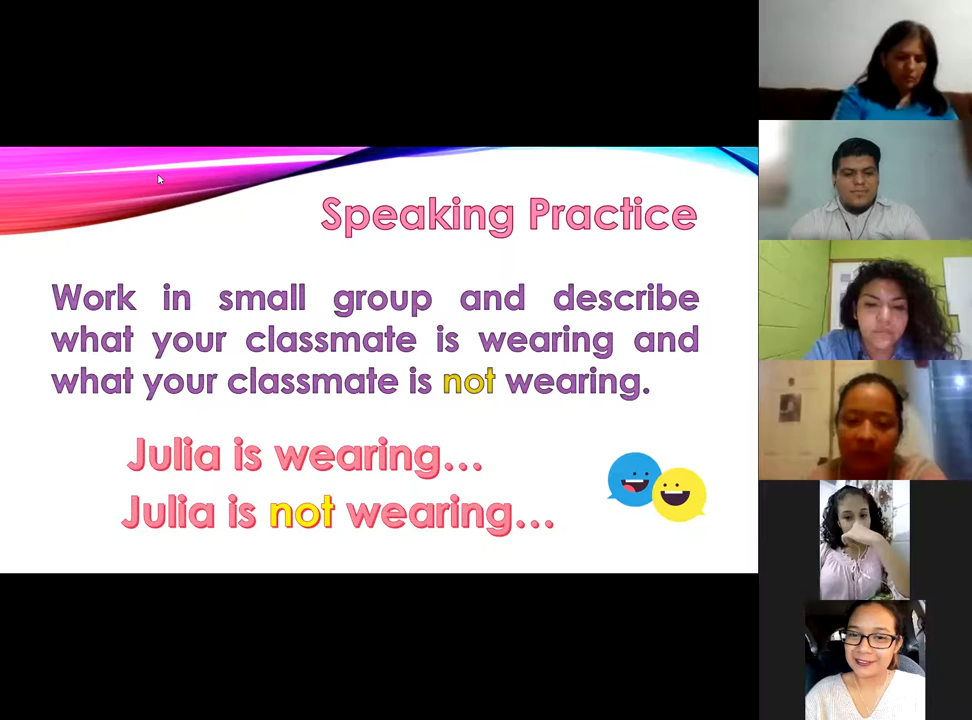 Speaking Practice
Work in small group and describe
what your classmate is wearing and
what your classmate is not wearing.
Julia is wearing...
Julia is not wearing...